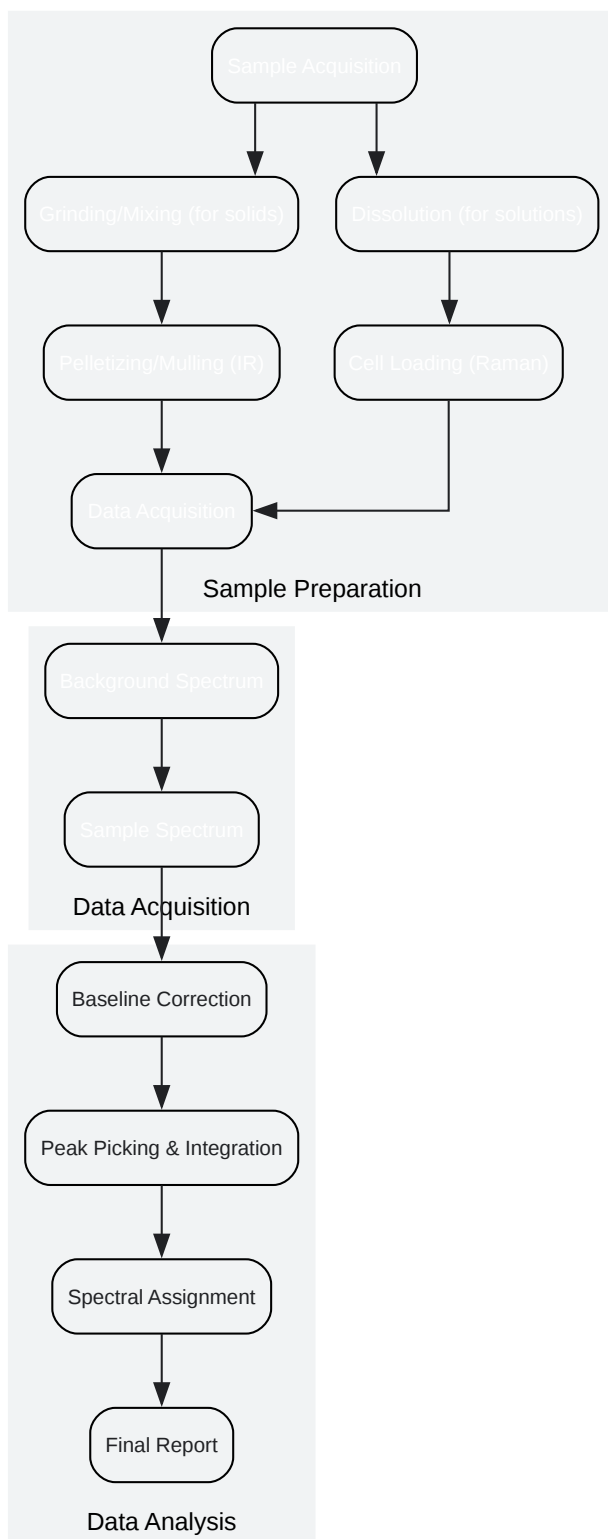 Sample Acquisition
Grinding/Mixing (for solids)
Dissolution (for solutions)
Pelletizing/Mulling (IR)
Cell Loading (Raman)
Data Acquisition
Sample Preparation
Background Spectrum
Sample Spectrum
Data Acquisition
Baseline Correction
Peak Picking & Integration
Spectral Assignment
Final Report
Data Analysis